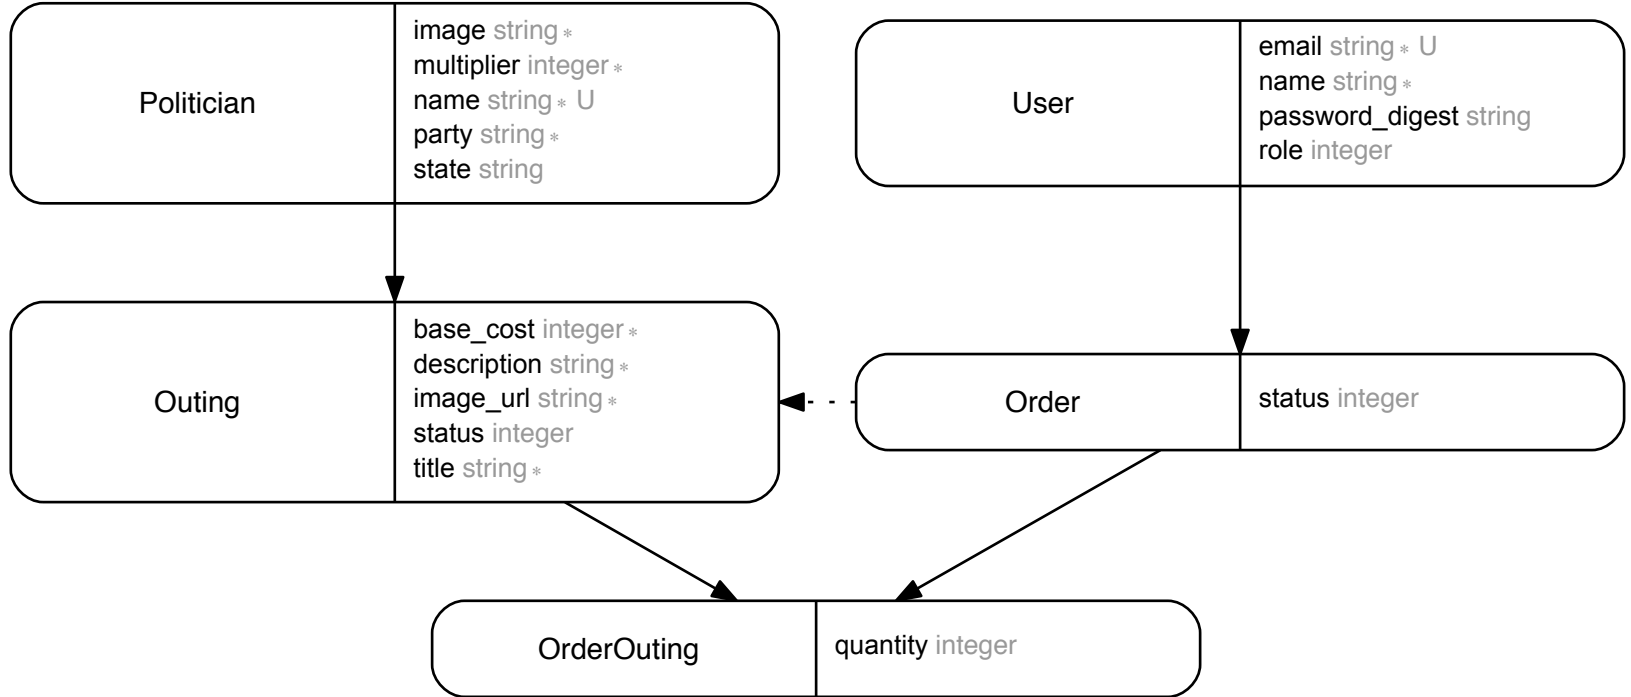 Politician
image string ∗
multiplier integer ∗
name string ∗ U
party string ∗
state string
User
email string ∗ U
name string ∗
password_digest string
role integer
Outing
base_cost integer ∗
description string ∗
image_url string ∗
status integer
title string ∗
Order
status integer
OrderOuting
quantity integer